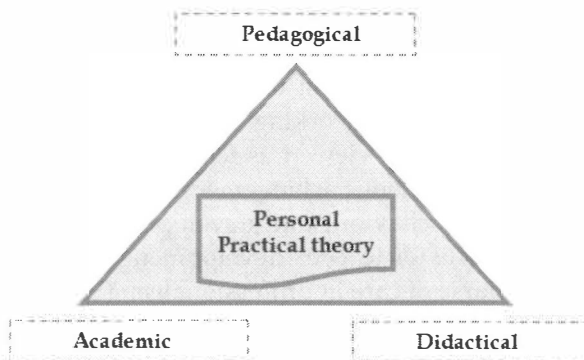 Pedagogical
Personal
Practical theory
Academic
Didactical